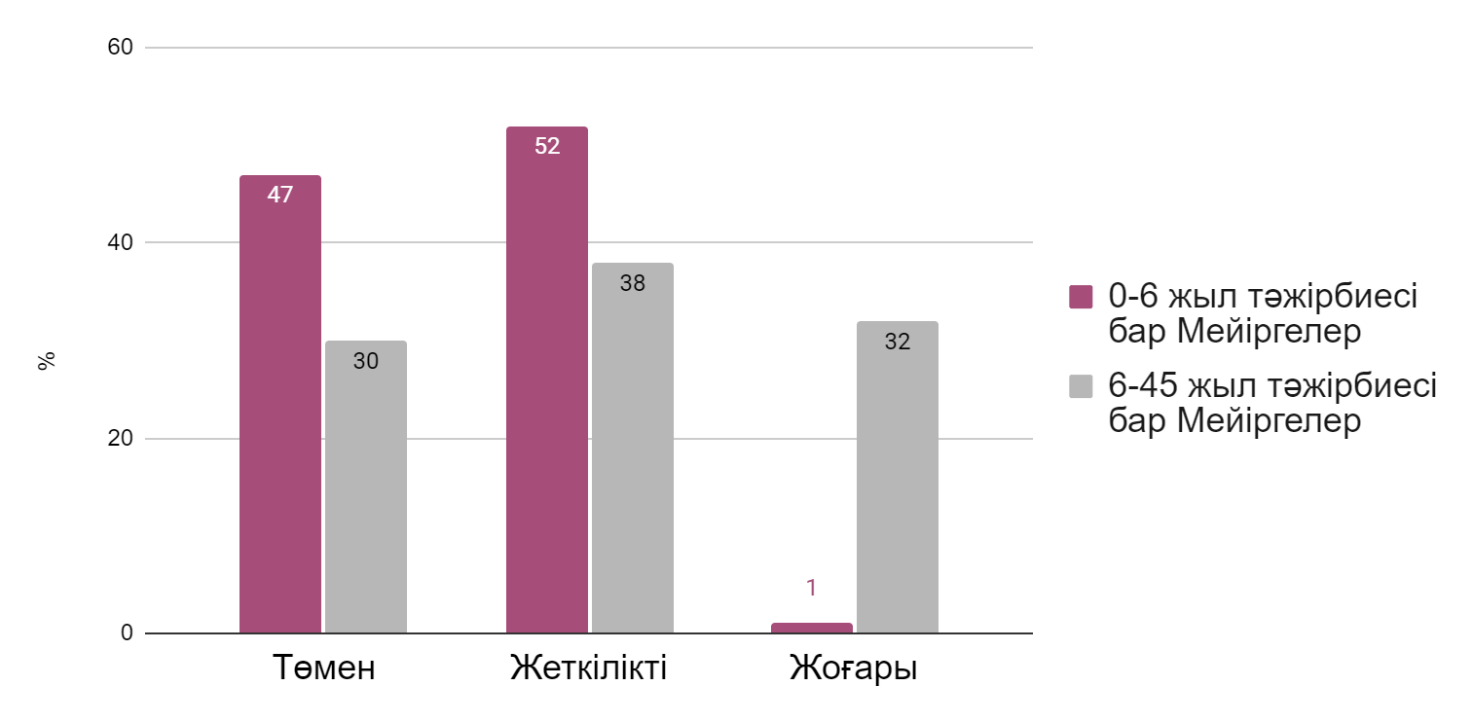 60
40
20
0
%
47
30
52
38
1
32
Төмен
Жеткілікті
Жоғары
0-6 жыл тәжірбиесі
бар Мейіргелер
6-45 жыл тәжірбиесі
бар Мейіргелер